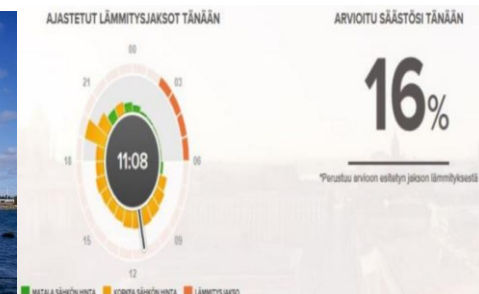 AJASTETUT LÄMMITYSJAKSOT TÄNÄÄN
00
21
03
18
11:08
06
15
09
12
MATALA SÄHKÖN HINTA
KORKEA SÄHKÖN HINTA
LÄMMITYSJAKSO
ARVIOITU SÄÄSTÖSI TÄNÄÄN
16%
*Perustuu arvioon esitetyn jakson lämmityksestä